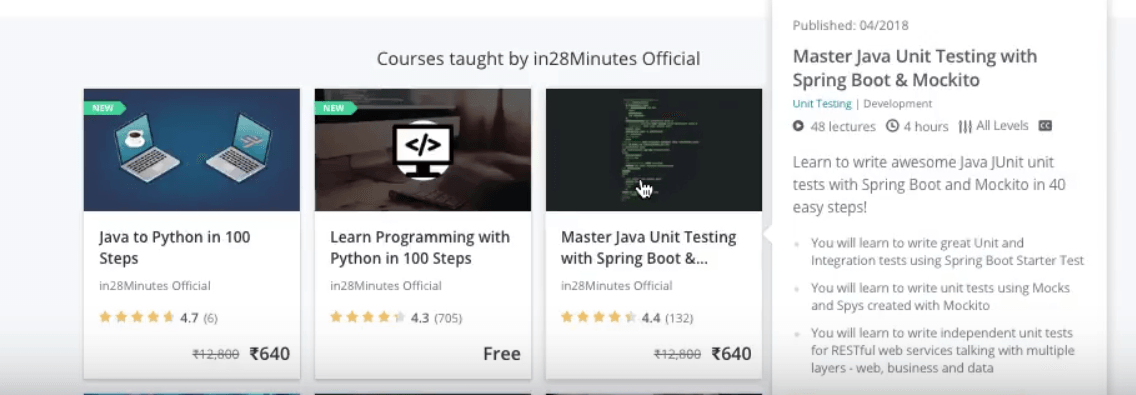 Courses taught by in28Minutes Official
NEW
Java to Python in 100
Steps
in28Minutes Official
4.7 (6)
₹12,800 ₹640
NEW
</>
Learn Programming with
Python in 100 Steps
in28Minutes Official
4.3 (705)
Free
Master Java Unit Testing
with Spring Boot &...
in28Minutes Official
4.4 (132)
₹12,800 ₹640
Published: 04/2018
Master Java Unit Testing with
Spring Boot & Mockito
Unit Testing | Development
48 lectures 4 hours All Levels CC
Learn to write awesome Java JUnit unit
tests with Spring Boot and Mockito in 40
easy steps!
You will learn to write great Unit and
Integration tests using Spring Boot Starter Test
You will learn to write unit tests using Mocks
and Spys created with Mockito
You will learn to write independent unit tests
for RESTful web services talking with multiple
layers - web, business and data